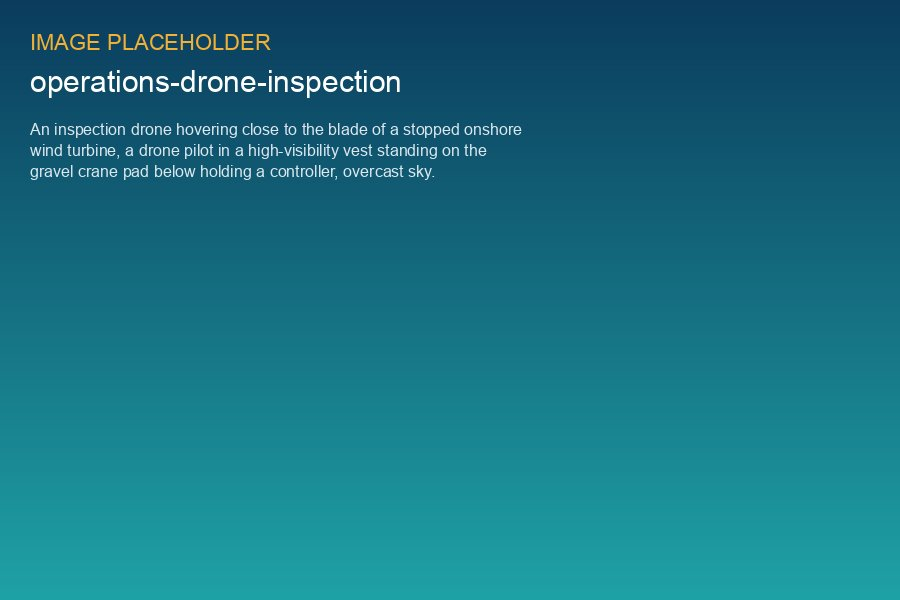 IMAGE PLACEHOLDER
operations-drone-inspection
An inspection drone hovering close to the blade of a stopped onshore
wind turbine, a drone pilot in a high-visibility vest standing on the
gravel crane pad below holding a controller, overcast sky.